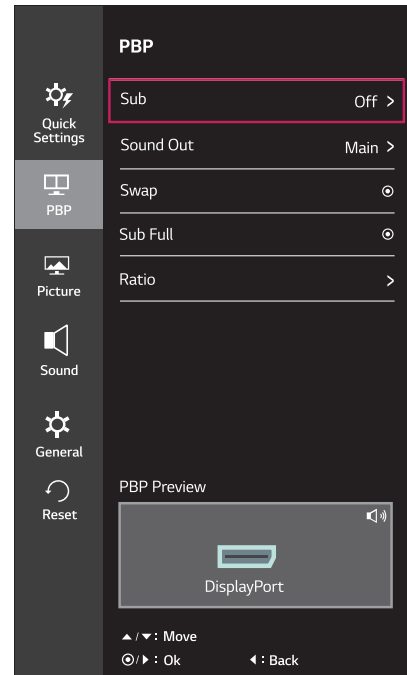 PBP
Sub
Off >
Quick
Settings
Sound Out
Main >
PBP
Swap
Sub Full
Picture
Ratio
>
Sound
General
Reset
PBP Preview
DisplayPort
▲/▼: Move
◉/▶: Ok
◀: Back